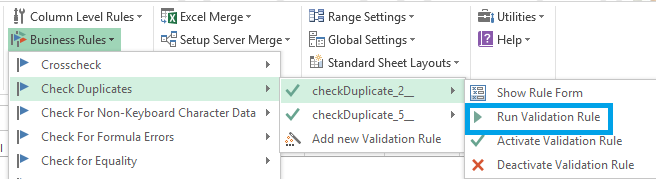 Column Level Rules
Excel Merge
Range Settings
Utilities
Business Rules
Setup Server Merge
Global Settings
Help
Standard Sheet Layouts
Crosscheck
Check Duplicates
Check For Non-Keyboard Character Data
Check For Formula Errors
Check for Equality
checkDuplicate_2__
checkDuplicate_5__
Add new Validation Rule
Show Rule Form
Run Validation Rule
Activate Validation Rule
Deactivate Validation Rule